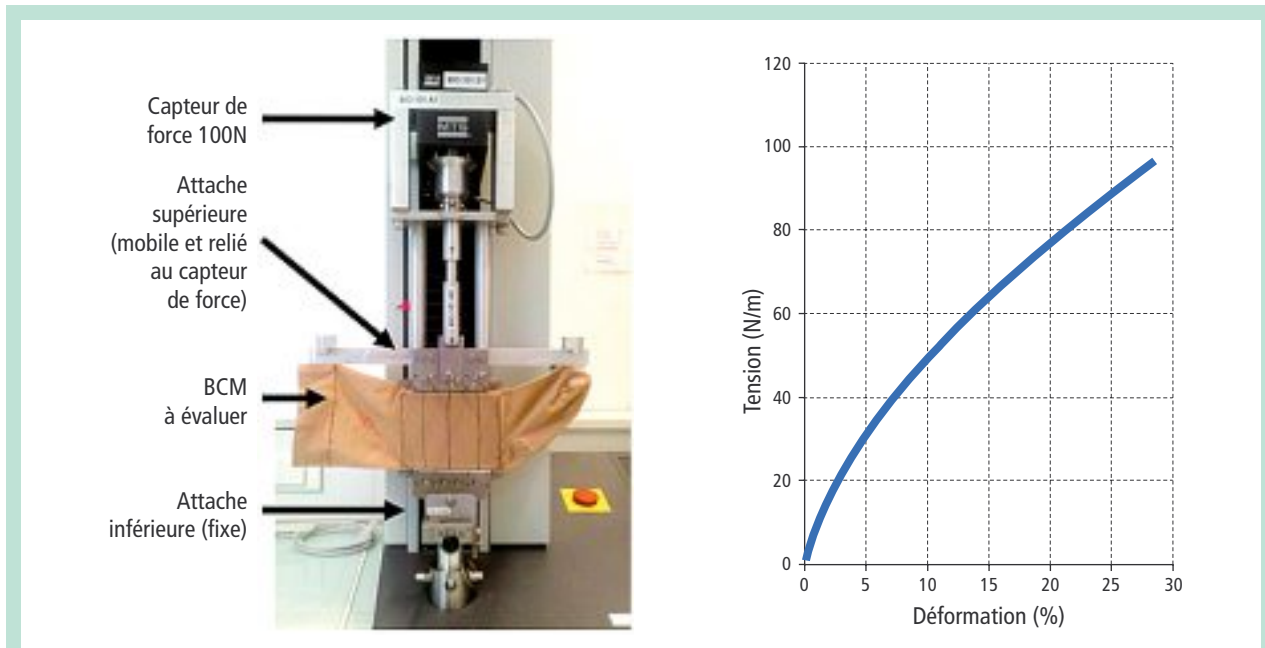 Capteur de
force 100N
Attache
supérieure
(mobile et relié
au capteur
de force)
BCM
à évaluer
Attache
inférieure (fixe)
MTS
120
100
80
60
40
20
0
Tension (N/m)
0 5 10 15 20 25 30
Déformation (%)